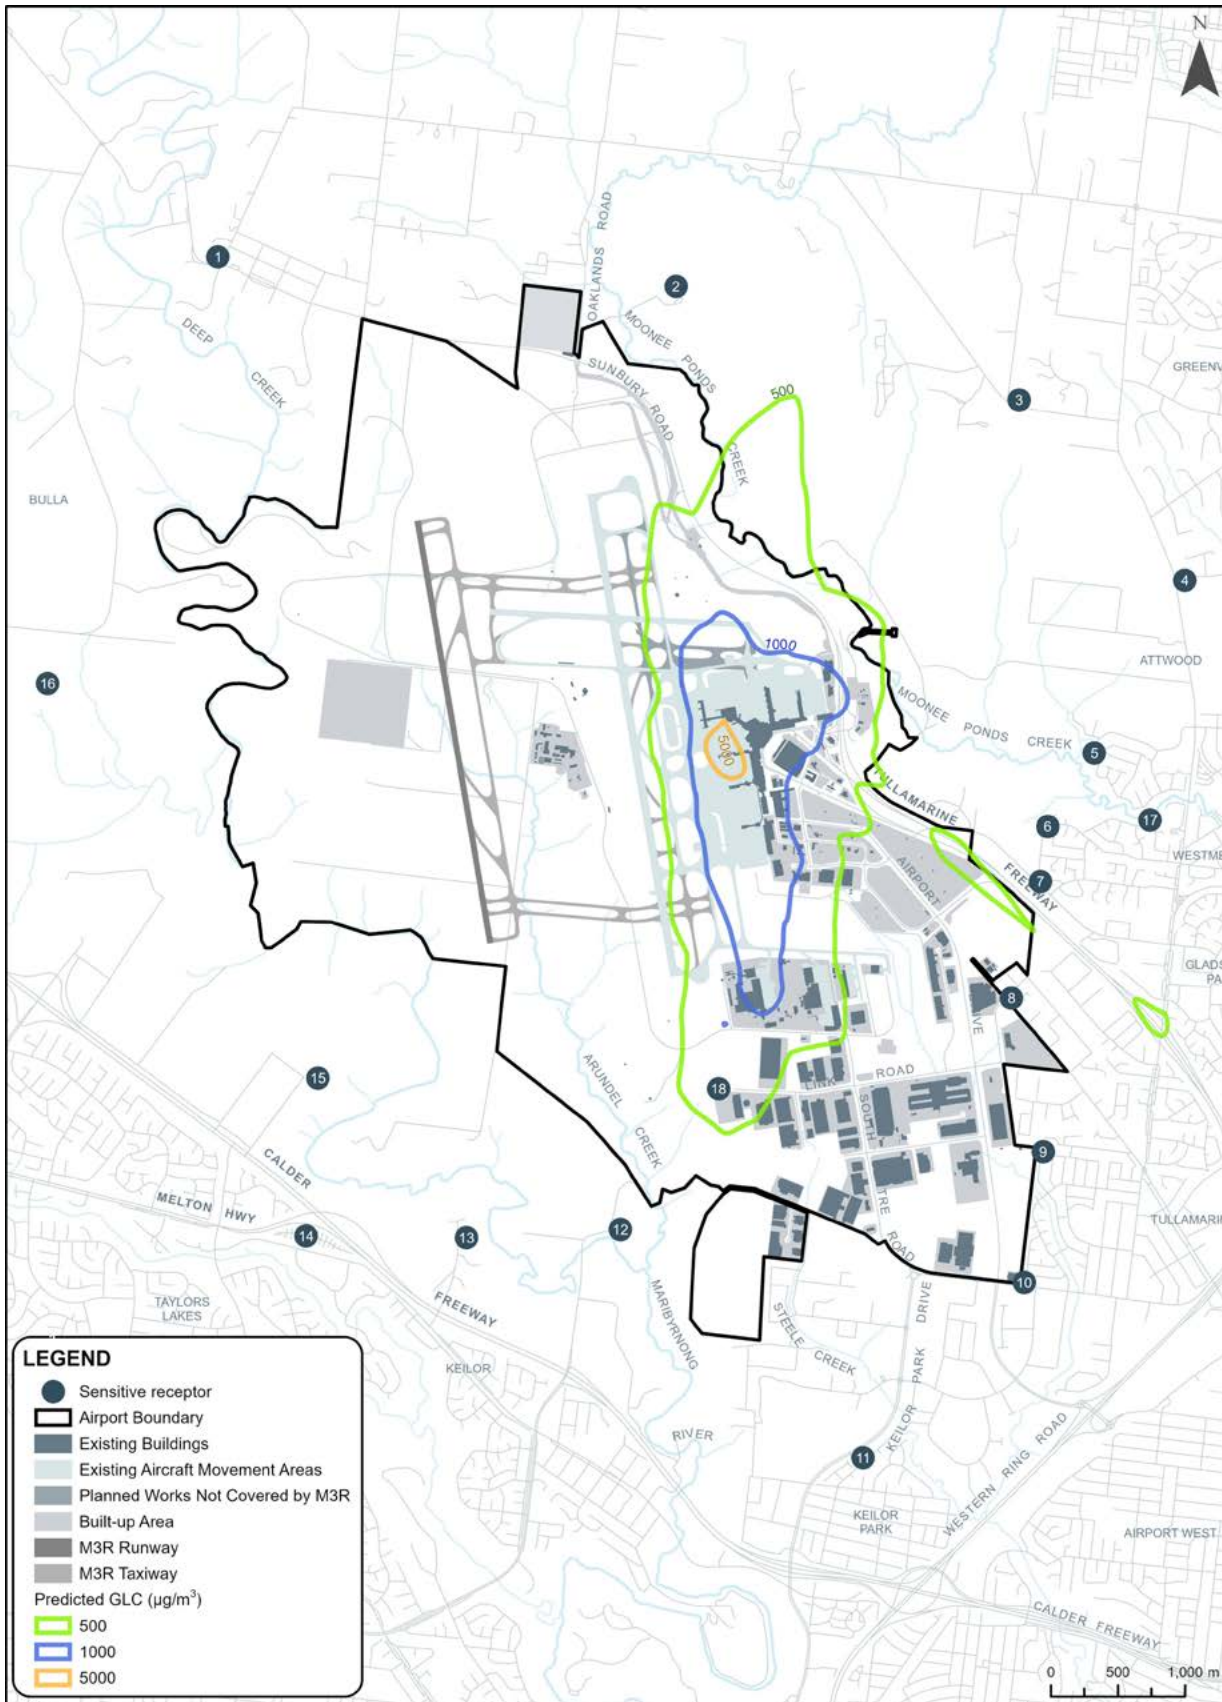 N
OAKLANDS ROAD
1
2
DEEP
CREEK
MOONEE PONDS
CREEK
SUNBURY ROAD
500
3
GREENV
BULLA
4
1000
ATTWOOD
16
MOONEE PONDS CREEK
5
5000
TULLAMARINE
FREEWAY
6
17
WESTME
7
AIRPORT
GLADS
PA
8
IVE
ARUNDEL
CREEK
15
18
LINK ROAD
SOUTH
CALDER
FREEWAY
9
MELTON HWY
14
13
12
TRE
ROAD
TULLAMARI
10
TAYLORS
LAKES
MARIBYRNONG
RIVER
STEELE CREEK
KEILOR PARK DRIVE
KEILOR
11
WESTERN RING ROAD
KEILOR
PARK
AIRPORT WEST
CALDER FREEWAY
LEGEND
Sensitive receptor
Airport Boundary
Existing Buildings
Existing Aircraft Movement Areas
Planned Works Not Covered by M3R
Built-up Area
M3R Runway
M3R Taxiway
Predicted GLC (µg/m³)
500
1000
5000
0 500 1,000 m